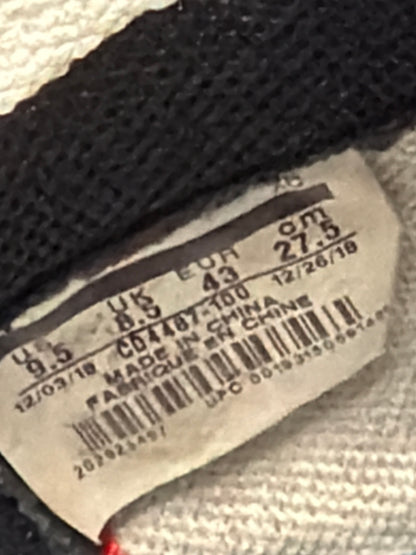 US UK EUR cm
9.5 8.5 43 27.5
12/03/18 CD4487-100 12/26/18
MADE IN CHINA
FABRIQUE EN CHINE
UPC